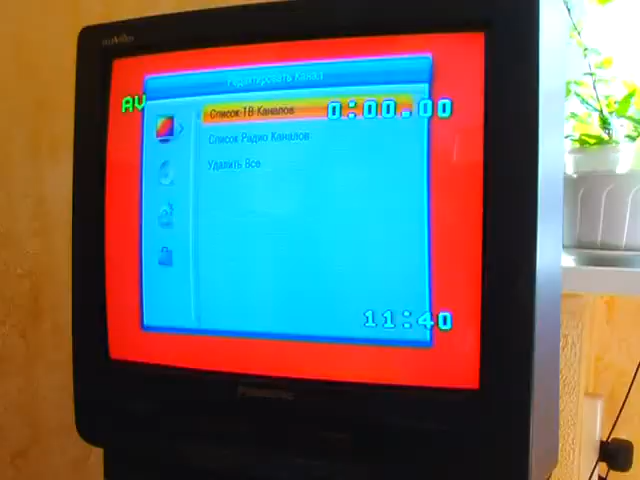 Редактировать Канал
AV
Список ТВ Каналов
0:00.00
Список Радио Каналов
Удалить Все
11:40
Panasonic